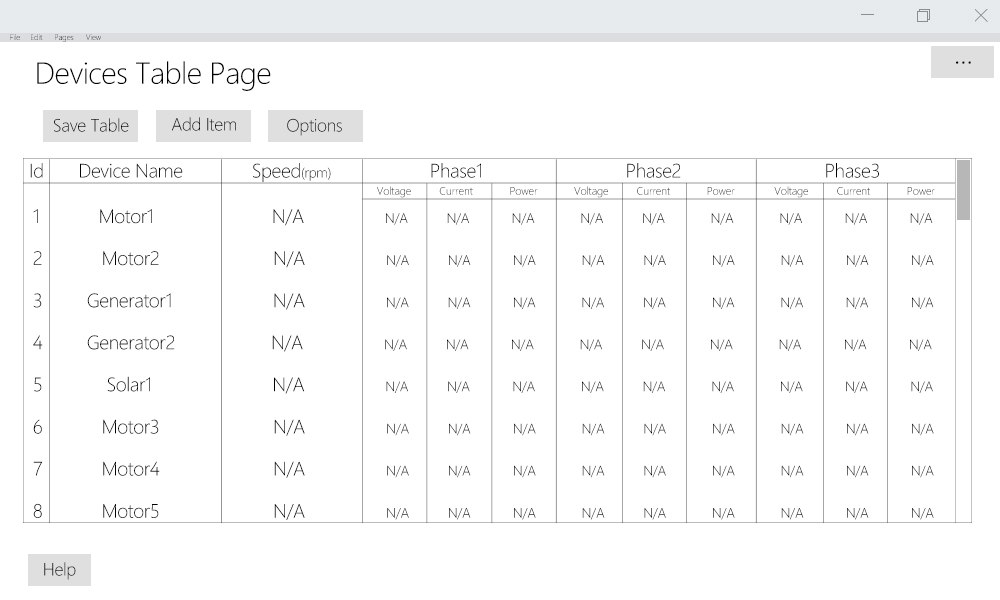 File Edit Pages View
...
Devices Table Page
Save Table Add Item Options
Id Device Name Speed(rpm) Phase1 Phase2 Phase3
Voltage Current Power Voltage Current Power Voltage Current Power
1 Motor1 N/A N/A N/A N/A N/A N/A N/A N/A N/A N/A
2 Motor2 N/A N/A N/A N/A N/A N/A N/A N/A N/A N/A
3 Generator1 N/A N/A N/A N/A N/A N/A N/A N/A N/A N/A
4 Generator2 N/A N/A N/A N/A N/A N/A N/A N/A N/A N/A
5 Solar1 N/A N/A N/A N/A N/A N/A N/A N/A N/A N/A
6 Motor3 N/A N/A N/A N/A N/A N/A N/A N/A N/A N/A
7 Motor4 N/A N/A N/A N/A N/A N/A N/A N/A N/A N/A
8 Motor5 N/A N/A N/A N/A N/A N/A N/A N/A N/A N/A
Help